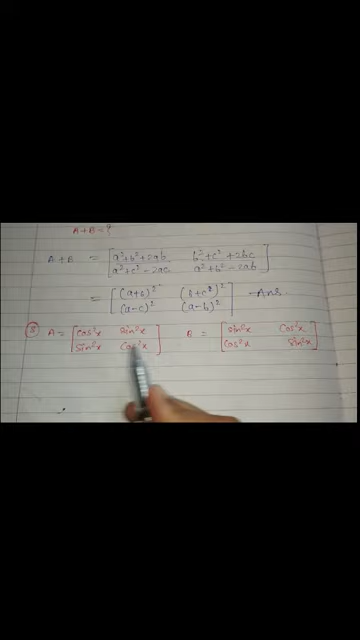 A+B=?
A+B = [a²+b²+2ab b²+c²+2bc
a²+c²-2ac a²+b²-2ab]
= [(a+b)² (b+c)²
(a-c)² (a-b)²] Ans.
③ A = [cos²x sin²x B = [sin²x cos²x
sin²x cos²x] cos²x sin²x]